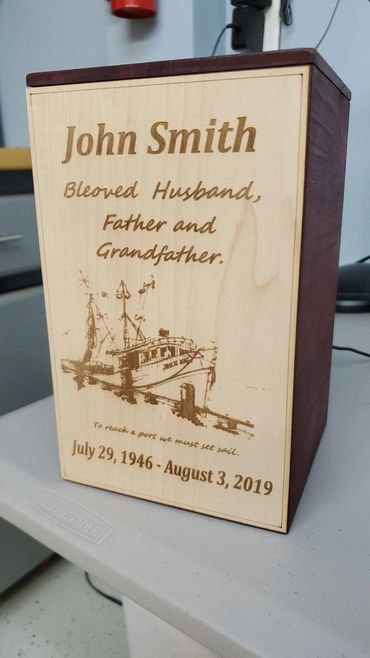 John Smith
Bleoved Husband,
Father and
Grandfather.
To reach a port we must set sail.
July 29, 1946 - August 3, 2019